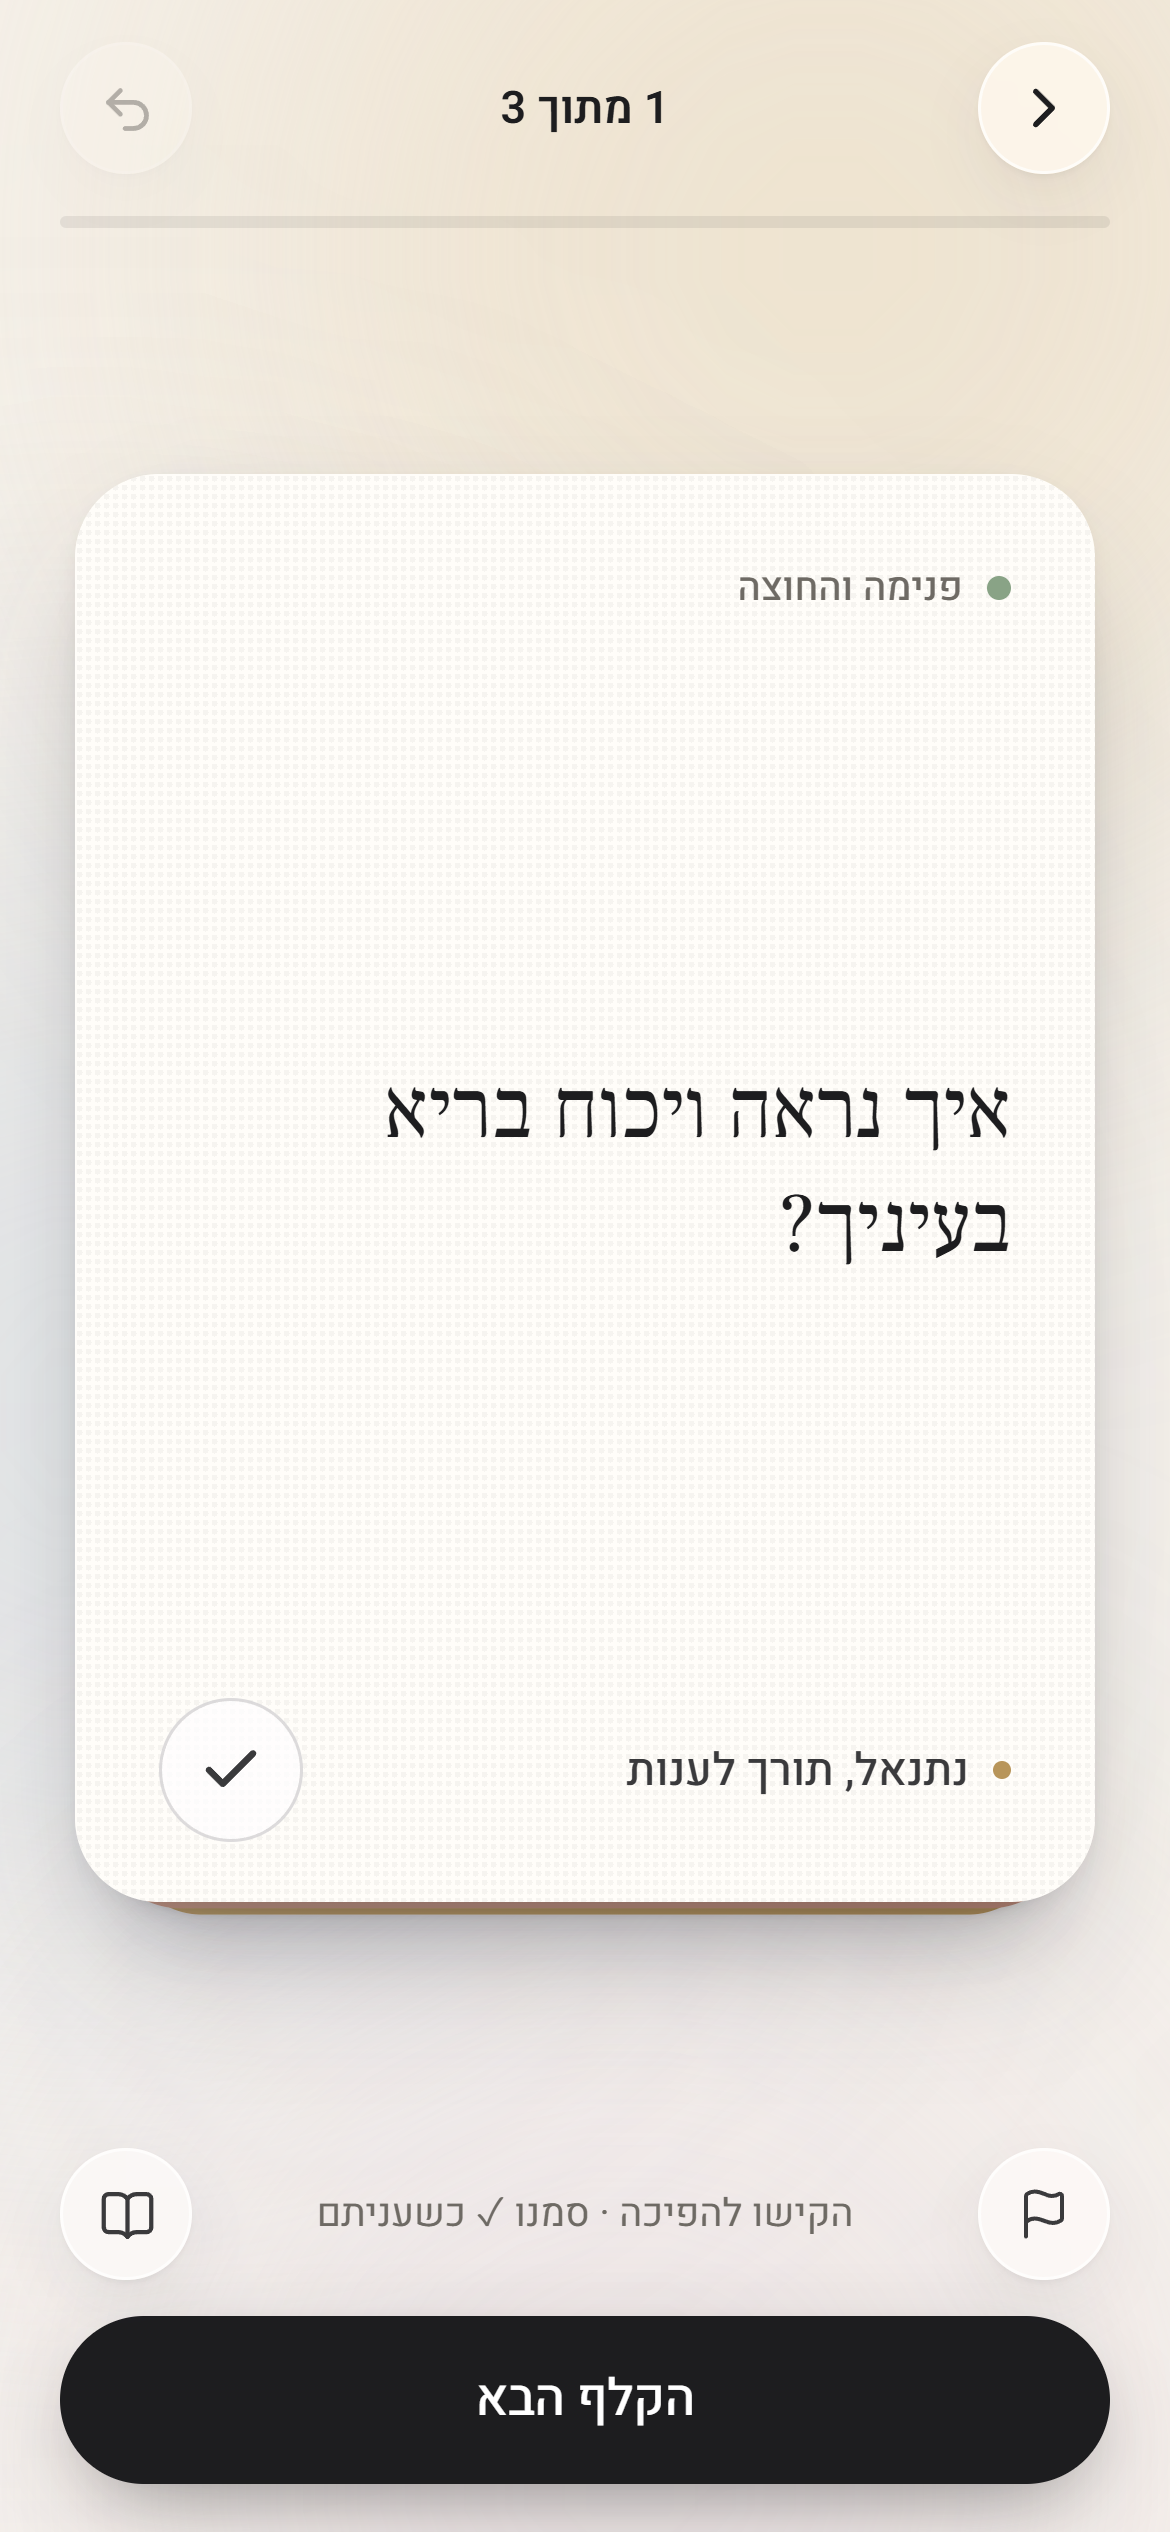 1 מתוך 3
פנימה והחוצה
איך נראה ויכוח בריא
בעיניך?
נתנאל, תורך לענות
הקישו להפיכה · סמנו ✓ כשעניתם
הקלף הבא